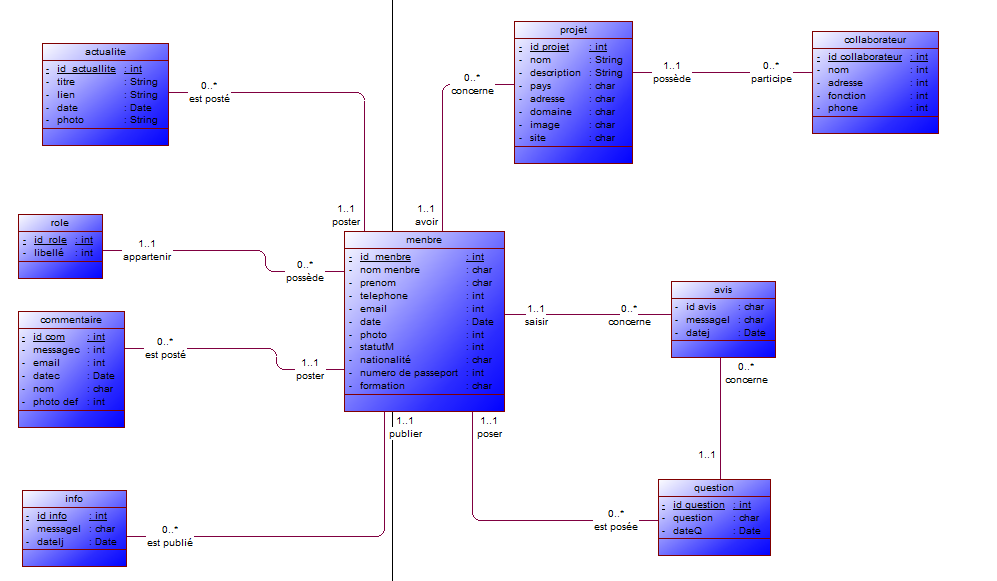 actualite
- id_actuallite : int
- titre : String
- lien : String
- date : Date
- photo : String
0..*
est posté
1..1
poster
projet
- id projet : int
- nom : String
- description : String
- pays : char
- adresse : char
- domaine : char
- image : char
- site : char
0..*
concerne
1..1
avoir
1..1
possède
0..*
participe
collaborateur
- id collaborateur : int
- nom : int
- adresse : int
- fonction : int
- phone : int
role
- id_role : int
- libellé : int
1..1
appartenir
0..*
possède
menbre
- id_menbre : int
- nom menbre : char
- prenom : char
- telephone : int
- email : int
- date : Date
- photo : int
- statutM : int
- nationalité : char
- numero de passeport : int
- formation : char
commentaire
- id com : int
- messagec : int
- email : int
- datec : Date
- nom : char
- photo def : int
0..*
est posté
1..1
poster
1..1
saisir
0..*
concerne
avis
- id avis : char
- messagel : char
- datej : Date
0..*
concerne
1..1
question
- id question : int
- question : char
- dateQ : Date
1..1
publier
1..1
poser
0..*
est posée
info
- id info : int
- messagel : char
- dateIj : Date
0..*
est publié